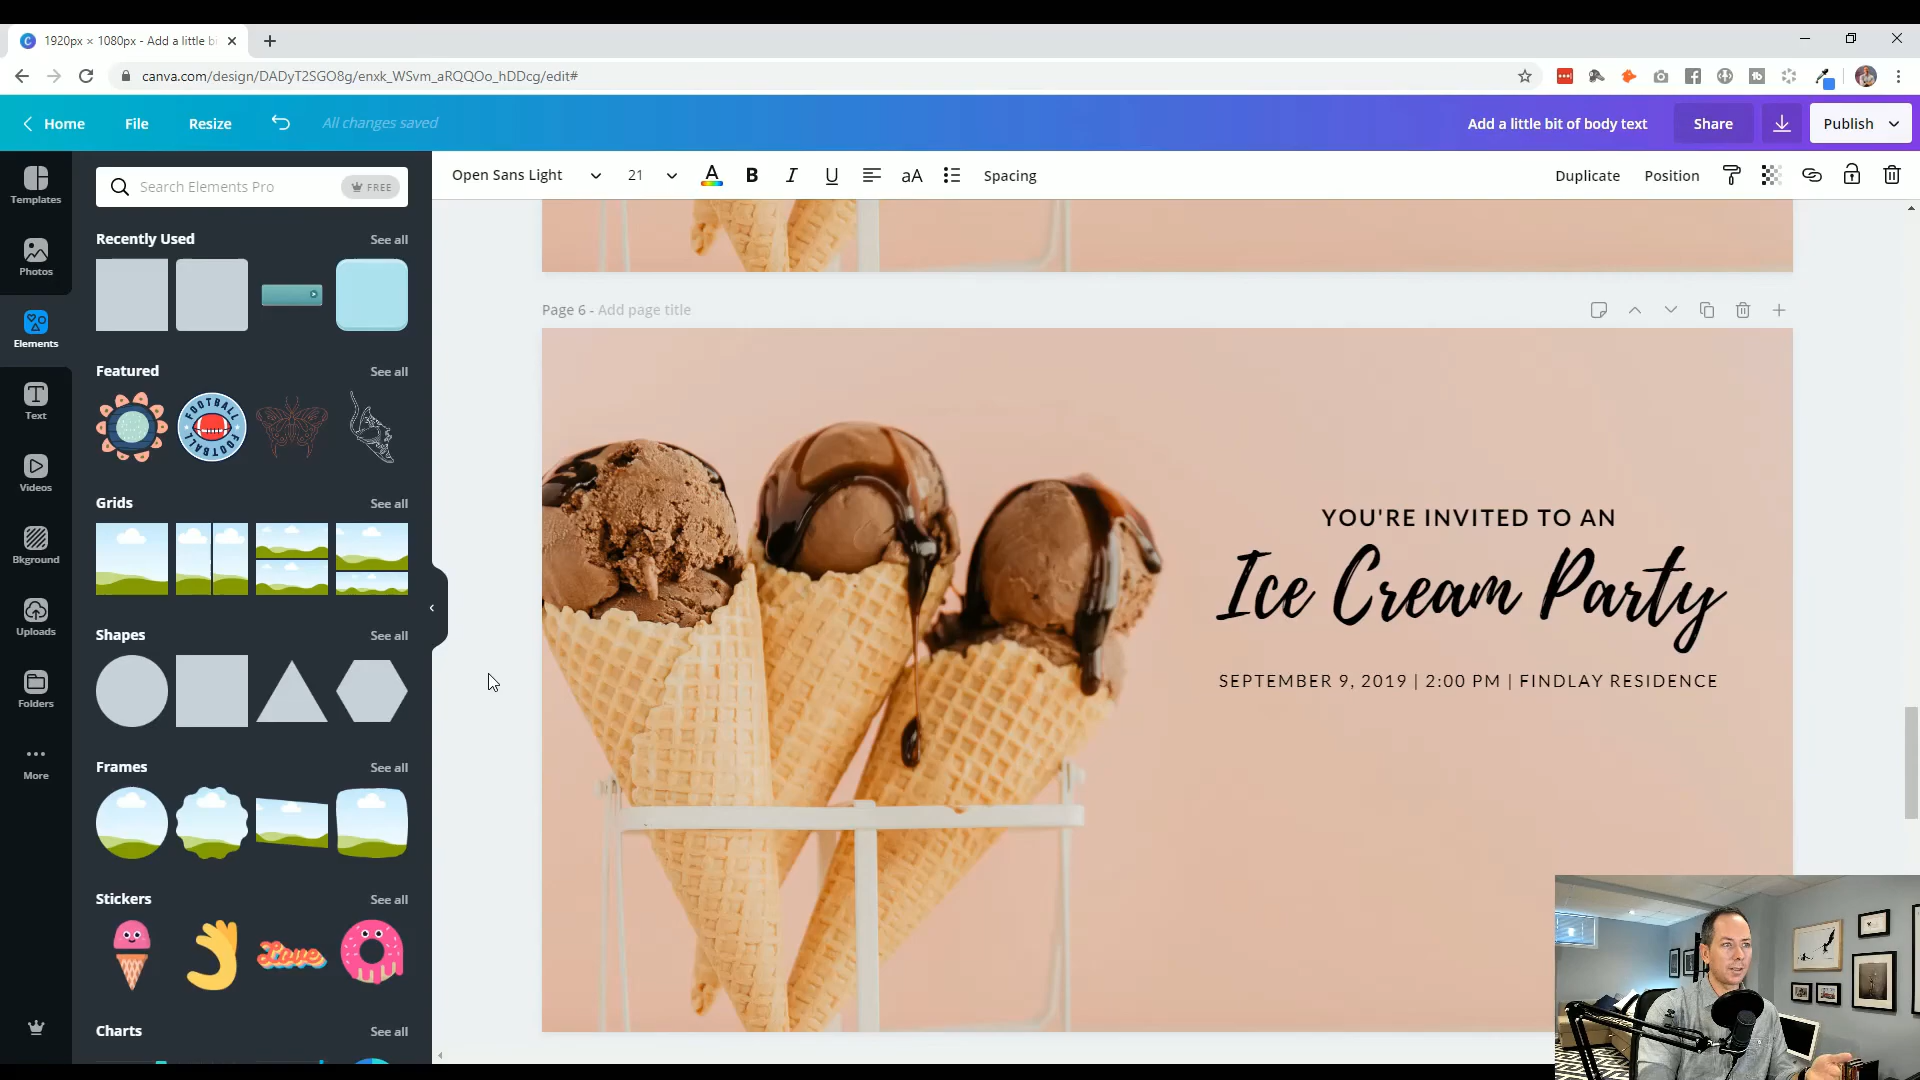 1920px × 1080px - Add a little b
canva.com/design/DADyT2SGO8g/enxk_WSvm_aRQQOo_hDDcg/edit#
Home File Resize All changes saved Add a little bit of body text Share Publish
Templates
Photos
Elements
Text
Videos
Bkground
Uploads
Folders
More
Search Elements Pro FREE
Recently Used See all
Featured See all
FOOTBALL
FOOTBALL
Grids See all
Shapes See all
Frames See all
Stickers See all
Love
Charts See all
Open Sans Light 21 A B I U aA Spacing Duplicate Position
Page 6 - Add page title
YOU'RE INVITED TO AN
Ice Cream Party
SEPTEMBER 9, 2019 | 2:00 PM | FINDLAY RESIDENCE